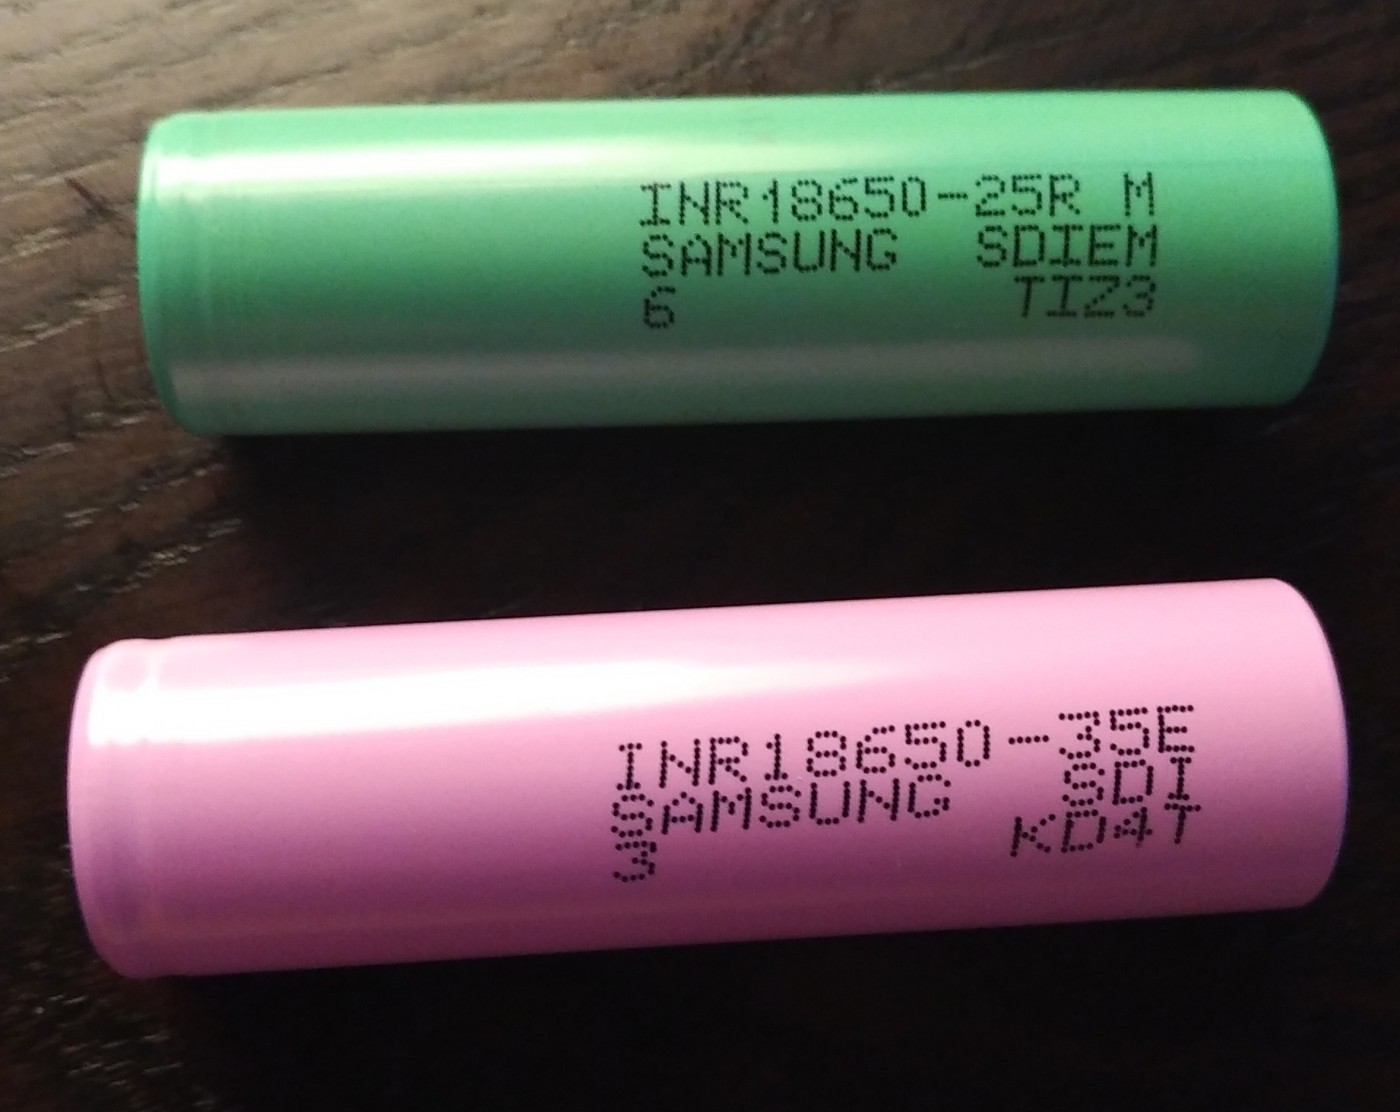 INR18650-25R M
SAMSUNG SDIEM
6 TIZ3
INR18650-35E
SAMSUNG SDI
3 KD4T